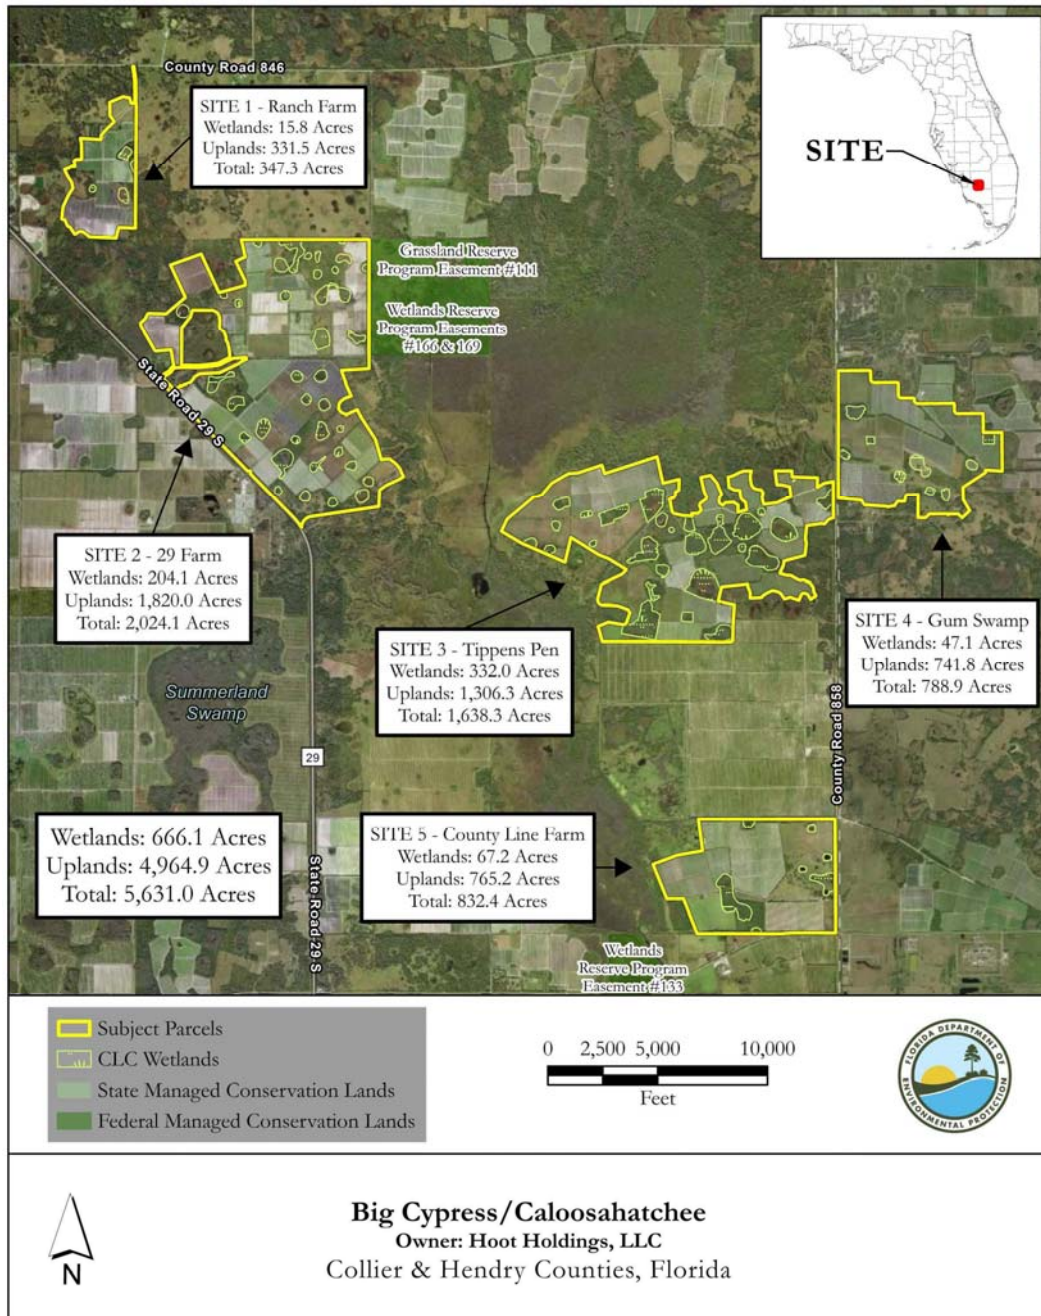 County Road 846
SITE 1 - Ranch Farm
Wetlands: 15.8 Acres
Uplands: 331.5 Acres
Total: 347.3 Acres
SITE
Grassland Reserve
Program Easement #111
Wetlands Reserve
Program Easements
#166 & 169
State Road 29 S
SITE 2 - 29 Farm
Wetlands: 204.1 Acres
Uplands: 1,820.0 Acres
Total: 2,024.1 Acres
SITE 3 - Tippens Pen
Wetlands: 332.0 Acres
Uplands: 1,306.3 Acres
Total: 1,638.3 Acres
SITE 4 - Gum Swamp
Wetlands: 47.1 Acres
Uplands: 741.8 Acres
Total: 788.9 Acres
Summerland
Swamp
29
County Road 858
Wetlands: 666.1 Acres
Uplands: 4,964.9 Acres
Total: 5,631.0 Acres
SITE 5 - County Line Farm
Wetlands: 67.2 Acres
Uplands: 765.2 Acres
Total: 832.4 Acres
State Road 29 S
Wetlands
Reserve Program
Easement #133
Subject Parcels
CLC Wetlands
State Managed Conservation Lands
Federal Managed Conservation Lands
0 2,500 5,000 10,000
Feet
FLORIDA DEPARTMENT OF
ENVIRONMENTAL PROTECTION
N
Big Cypress/Caloosahatchee
Owner: Hoot Holdings, LLC
Collier & Hendry Counties, Florida